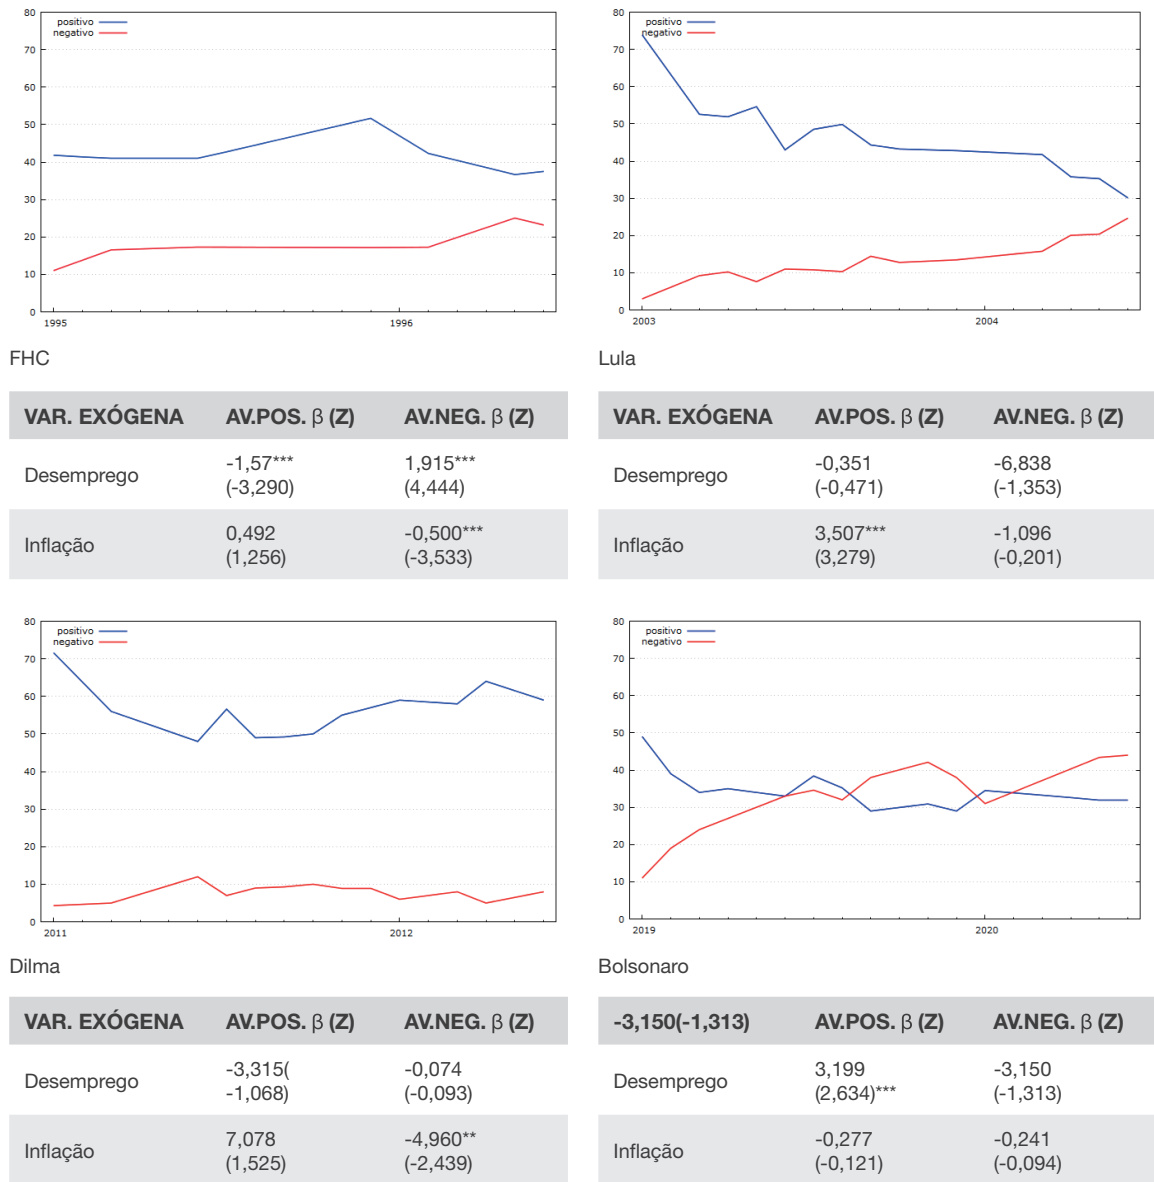 80
positivo
negativo
70
60
50
40
30
20
10
0
1995
1996
80
positivo
negativo
70
60
50
40
30
20
10
0
2003
2004
FHC
Lula
VAR. EXÓGENA AV.POS. β (Z) AV.NEG. β (Z)
Desemprego -1,57*** 1,915***
(-3,290) (4,444)
Inflação 0,492 -0,500***
(1,256) (-3,533)
VAR. EXÓGENA AV.POS. β (Z) AV.NEG. β (Z)
Desemprego -0,351 -6,838
(-0,471) (-1,353)
Inflação 3,507*** -1,096
(3,279) (-0,201)
80
positivo
negativo
70
60
50
40
30
20
10
0
2011
2012
80
positivo
negativo
70
60
50
40
30
20
10
0
2019
2020
Dilma
Bolsonaro
VAR. EXÓGENA AV.POS. β (Z) AV.NEG. β (Z)
Desemprego -3,315( -0,074
-1,068) (-0,093)
Inflação 7,078 -4,960**
(1,525) (-2,439)
-3,150(-1,313) AV.POS. β (Z) AV.NEG. β (Z)
Desemprego 3,199 -3,150
(2,634)*** (-1,313)
Inflação -0,277 -0,241
(-0,121) (-0,094)